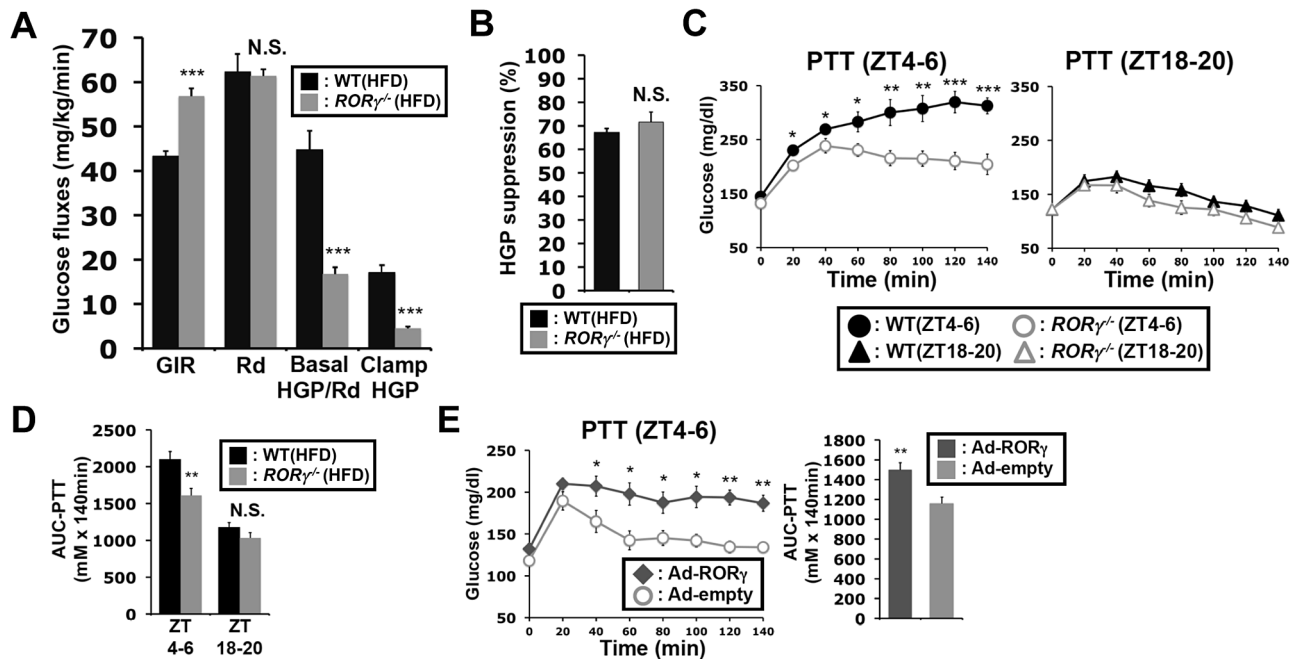 A
Glucose fluxes (mg/kg/min)
70
60
50
40
30
20
10
0
***
N.S.
***
***
: WT(HFD)
: RORγ-/- (HFD)
GIR
Rd
Basal
HGP/Rd
Clamp
HGP
B
HGP suppression (%)
100
90
80
70
60
50
40
30
20
10
0
N.S.
: WT(HFD)
: RORγ-/- (HFD)
C
PTT (ZT4-6)
Glucose (mg/dl)
350
250
150
50
* * * ** ** *** ***
0 20 40 60 80 100 120 140
Time (min)
PTT (ZT18-20)
350
250
150
50
0 20 40 60 80 100 120 140
Time (min)
: WT(ZT4-6)
: RORγ-/- (ZT4-6)
: WT(ZT18-20)
: RORγ-/- (ZT18-20)
D
AUC-PTT
(mM x 140min)
2500
2000
1500
1000
500
0
**
N.S.
: WT(HFD)
: RORγ-/- (HFD)
ZT
4-6
ZT
18-20
E
PTT (ZT4-6)
Glucose (mg/dl)
250
200
150
100
50
* * * * ** **
: Ad-RORγ
: Ad-empty
0 20 40 60 80 100 120 140
Time (min)
AUC-PTT
(mM x 140min)
1800
1600
1400
1200
1000
800
600
400
200
0
**
: Ad-RORγ
: Ad-empty